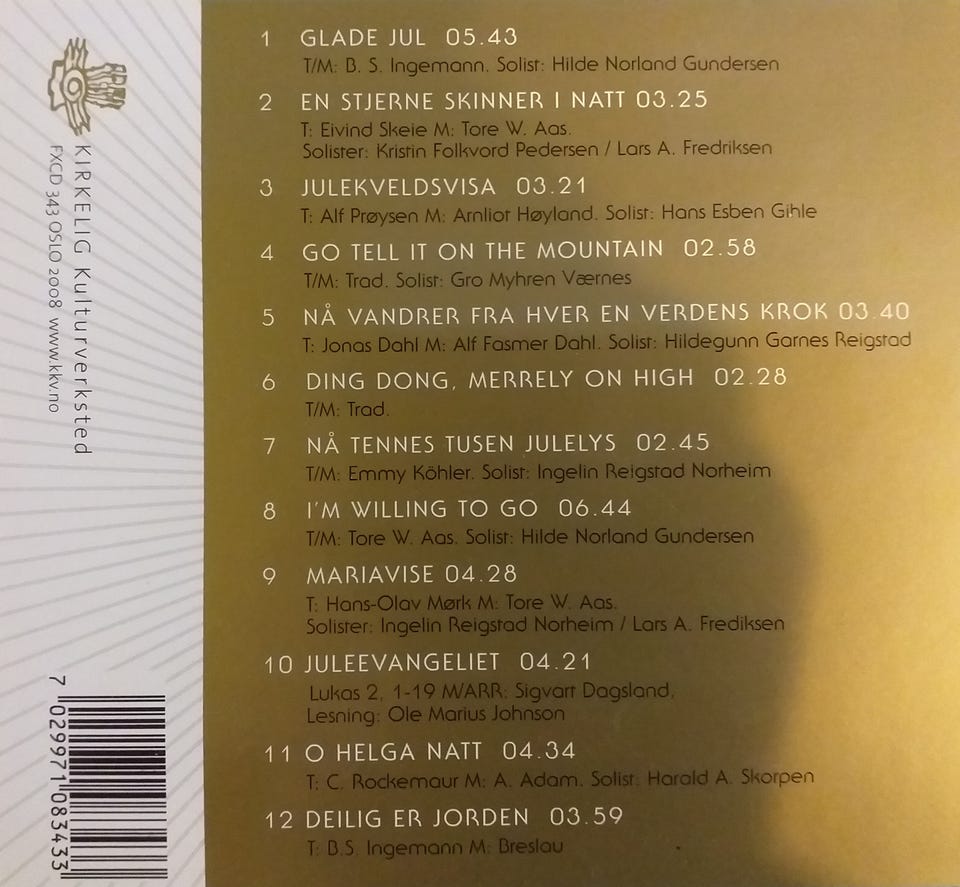 1 GLADE JUL 05.43
T/M: B. S. Ingemann. Solist: Hilde Norland Gundersen
2 EN STJERNE SKINNER I NATT 03.25
T: Eivind Skeie M: Tore W. Aas.
Solister: Kristin Folkvord Pedersen / Lars A. Fredriksen
3 JULEKVELDSVISA 03.21
T: Alf Prøysen M: Arnliot Høyland. Solist: Hans Esben Gihle
4 GO TELL IT ON THE MOUNTAIN 02.58
T/M: Trad. Solist: Gro Myhren Værnes
5 NÅ VANDRER FRA HVER EN VERDENS KROK 03.40
T: Jonas Dahl M: Alf Fasmer Dahl. Solist: Hildegunn Garnes Reigstad
6 DING DONG, MERRELY ON HIGH 02.28
T/M: Trad.
7 NÅ TENNES TUSEN JULELYS 02.45
T/M: Emmy Köhler. Solist: Ingelin Reigstad Norheim
8 I'M WILLING TO GO 06.44
T/M: Tore W. Aas. Solist: Hilde Norland Gundersen
9 MARIAVISE 04.28
T: Hans-Olav Mørk M: Tore W. Aas.
Solister: Ingelin Reigstad Norheim / Lars A. Frediksen
10 JULEEVANGELIET 04.21
Lukas 2, 1-19 M/ARR: Sigvart Dagsland,
Lesning: Ole Marius Johnson
11 O HELGA NATT 04.34
T: C. Rockemaur M: A. Adam. Solist: Harald A. Skorpen
12 DEILIG ER JORDEN 03.59
T: B.S. Ingemann M: Breslau
KIRKELIG Kulturverksted
FXCD 343 OSLO 2008 www.kkv.no
7 029971 083433